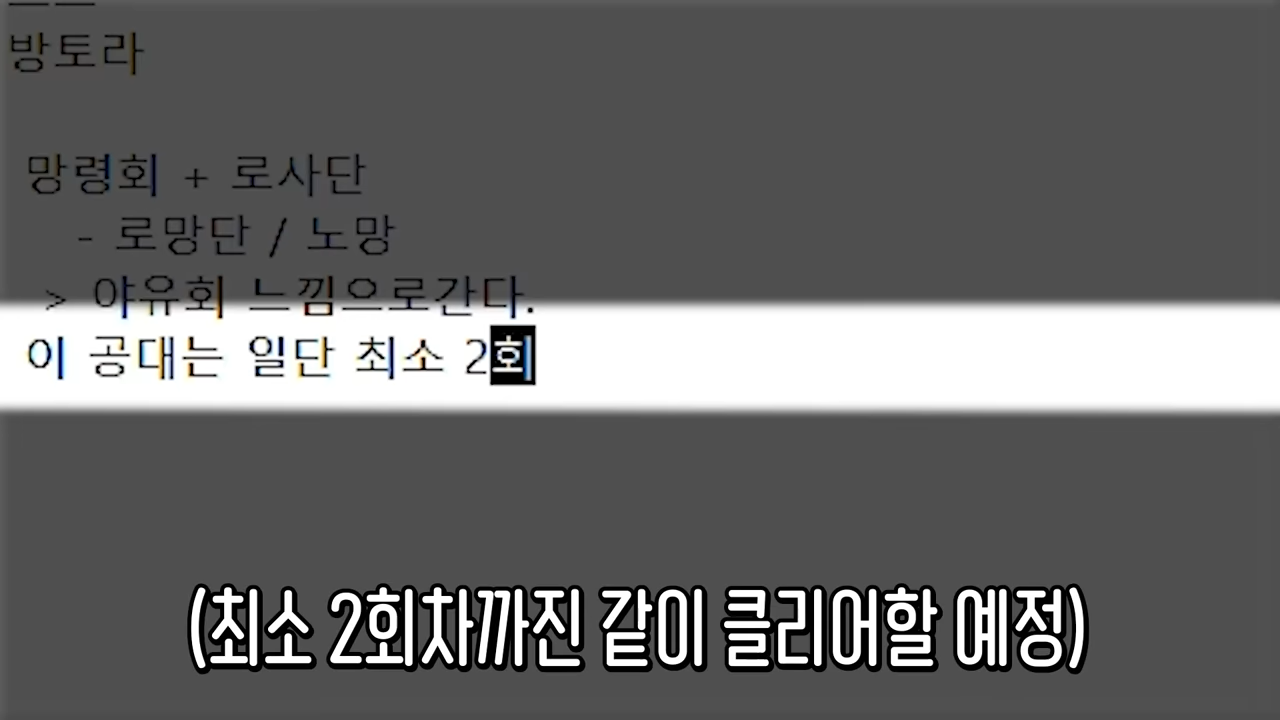 방토라
망령회 + 로사단
- 로망단 / 노망
> 야유회 느낌으로간다.
이 공대는 일단 최소 2회
(최소 2회차까진 같이 클리어할 예정)